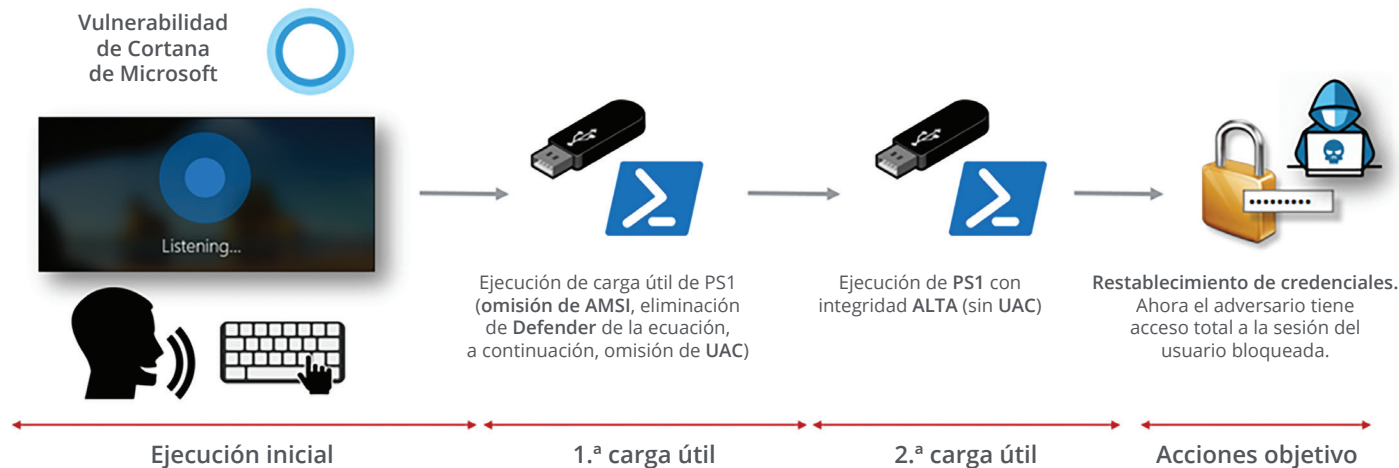 Vulnerabilidad
de Cortana
de Microsoft
Listening...
Ejecución de carga útil de PS1
(omisión de AMSI, eliminación
de Defender de la ecuación,
a continuación, omisión de UAC)
Ejecución de PS1 con
integridad ALTA (sin UAC)
Restablecimiento de credenciales.
Ahora el adversario tiene
acceso total a la sesión del
usuario bloqueada.
Ejecución inicial
1.ª carga útil
2.ª carga útil
Acciones objetivo